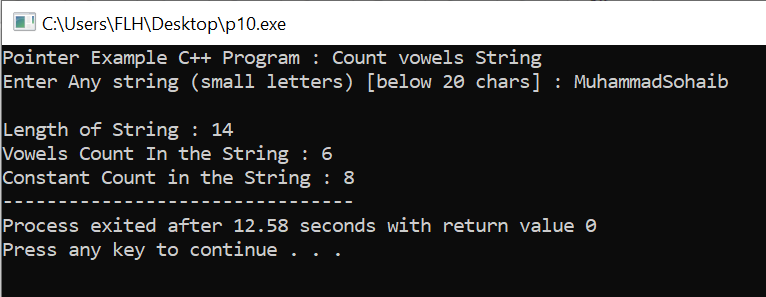 C:\Users\FLH\Desktop\p10.exe
Pointer Example C++ Program : Count vowels String
Enter Any string (small letters) [below 20 chars] : MuhammadSohaib
Length of String : 14
Vowels Count In the String : 6
Constant Count in the String : 8
--------------------------------
Process exited after 12.58 seconds with return value 0
Press any key to continue . . .